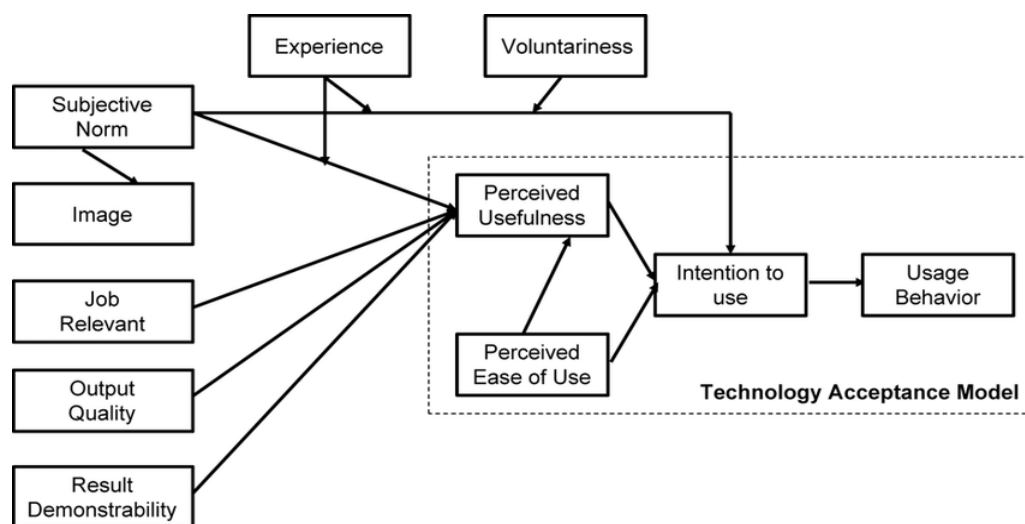 Experience
Voluntariness
Subjective
Norm
Image
Perceived
Usefulness
Job
Relevant
Intention to
use
Usage
Behavior
Perceived
Ease of Use
Output
Quality
Technology Acceptance Model
Result
Demonstrability